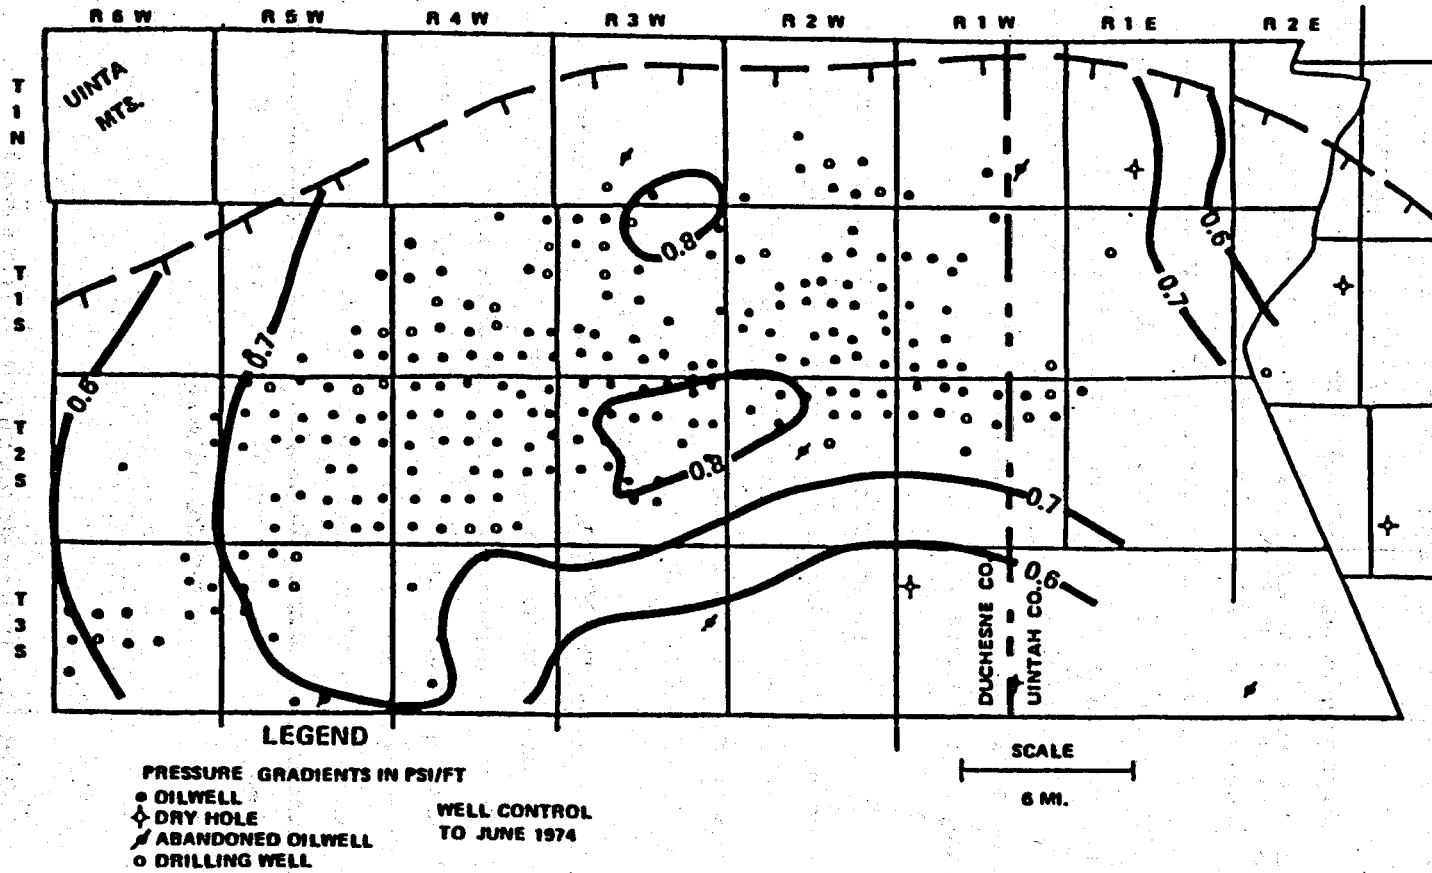 R 6 W R 5 W R 4 W R 3 W R 2 W R 1 W R 1 E R 2 E
T 1 N
UINTA
MTS.
0.8
0.6
T 1 S
0.7
0.7
0.6
T 2 S
0.8
0.7
T 3 S
0.6
DUCHESNE CO.
UINTAH CO.
LEGEND
PRESSURE GRADIENTS IN PSI/FT
OILWELL
DRY HOLE
ABANDONED OILWELL
DRILLING WELL
WELL CONTROL
TO JUNE 1974
SCALE
6 MI.